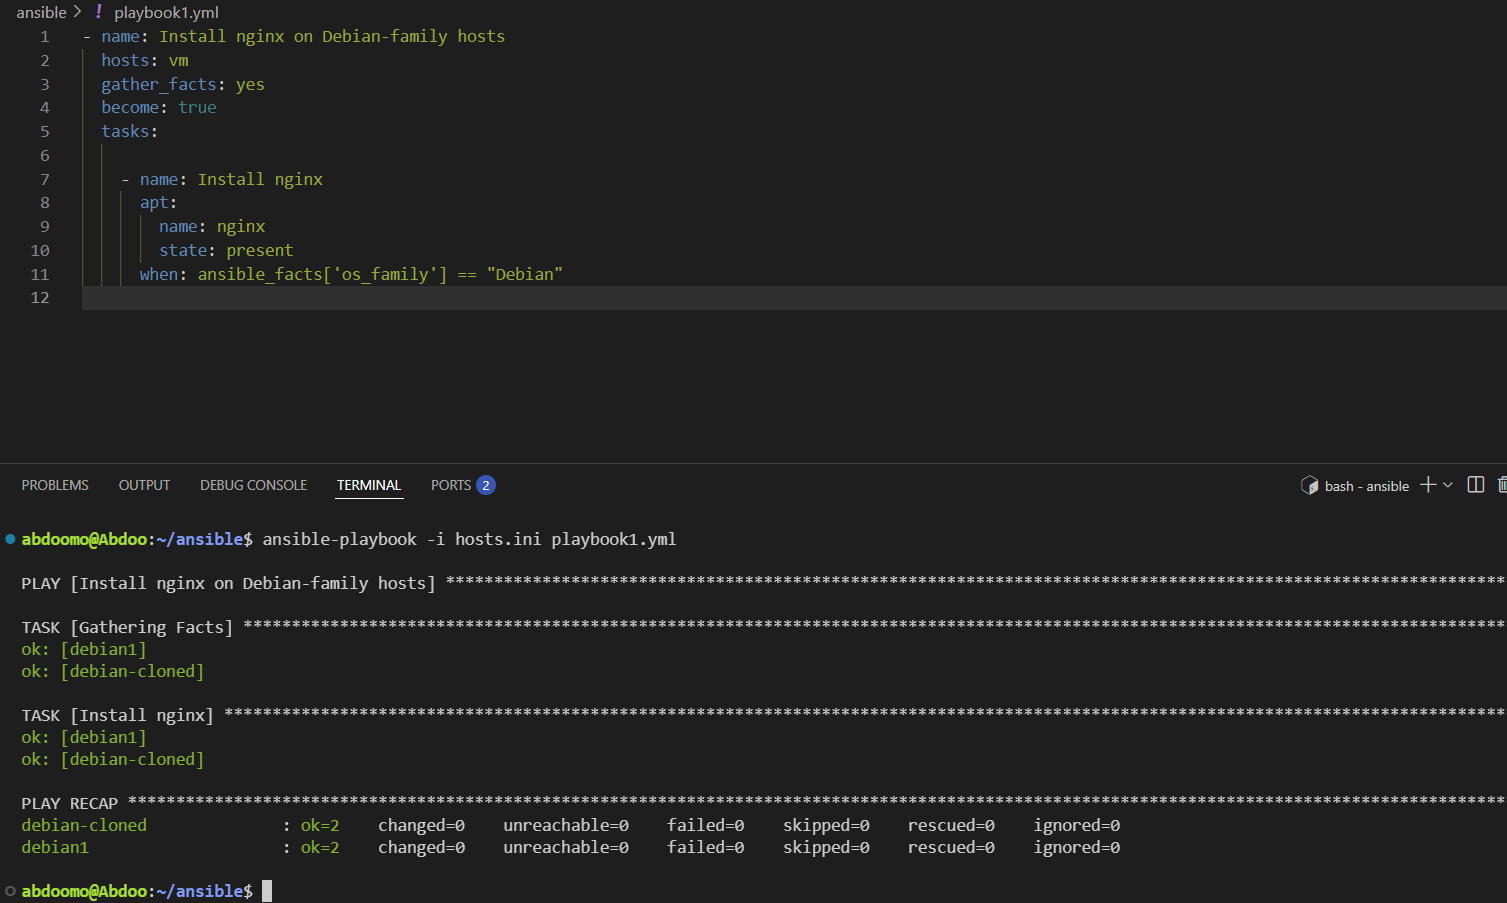 ansible > ! playbook1.yml
1 - name: Install nginx on Debian-family hosts
2   hosts: vm
3   gather_facts: yes
4   become: true
5   tasks:
6
7     - name: Install nginx
8       apt:
9         name: nginx
10         state: present
11       when: ansible_facts['os_family'] == "Debian"
12
PROBLEMS OUTPUT DEBUG CONSOLE TERMINAL PORTS 2 bash - ansible
abdoomo@Abdoo:~/ansible$ ansible-playbook -i hosts.ini playbook1.yml
PLAY [Install nginx on Debian-family hosts] **************************************************************************************************************
TASK [Gathering Facts] ***********************************************************************************************************************************
ok: [debian1]
ok: [debian-cloned]
TASK [Install nginx] *************************************************************************************************************************************
ok: [debian1]
ok: [debian-cloned]
PLAY RECAP ***********************************************************************************************************************************************
debian-cloned : ok=2 changed=0 unreachable=0 failed=0 skipped=0 rescued=0 ignored=0
debian1 : ok=2 changed=0 unreachable=0 failed=0 skipped=0 rescued=0 ignored=0
abdoomo@Abdoo:~/ansible$